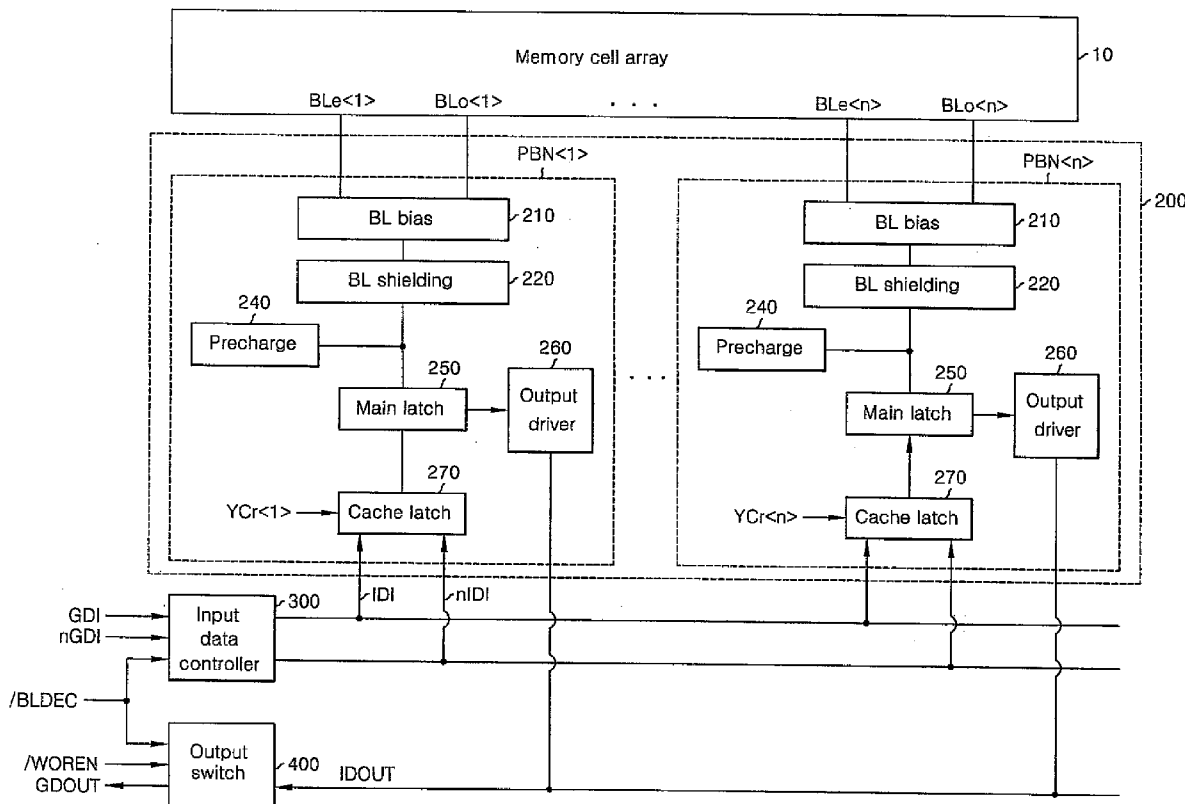 Memory cell array
10
BLe<1>
BLo<1>
. . .
BLe<n>
BLo<n>
PBN<1>
PBN<n>
200
BL bias
210
BL bias
210
BL shielding
220
BL shielding
220
240
Precharge
240
Precharge
250
Main latch
260
Output
driver
. . .
250
Main latch
260
Output
driver
270
YCr<1>
Cache latch
270
YCr<n>
Cache latch
IDI
nIDI
GDI
nGDI
300
Input
data
controller
/BLDEC
/WOREN
GDOUT
Output
switch
400
IDOUT